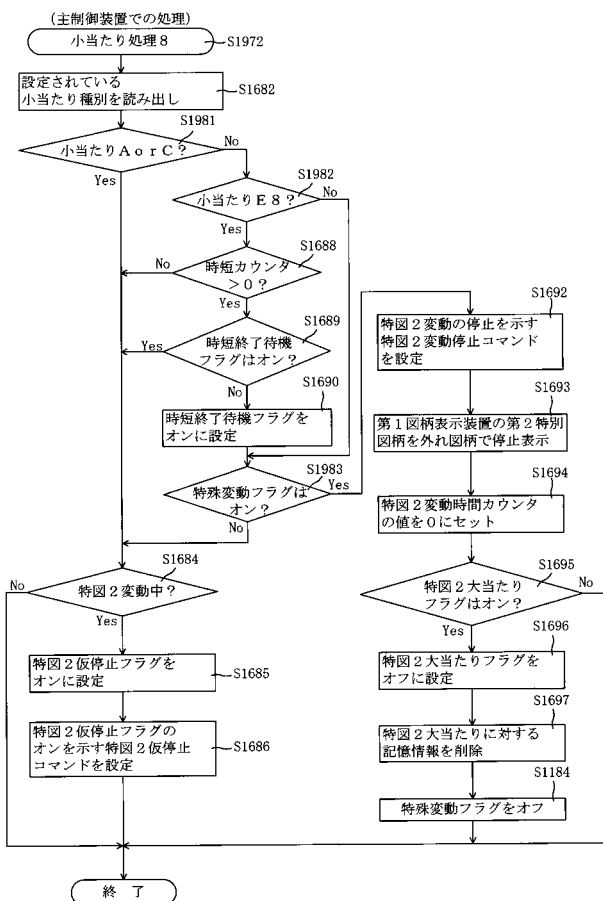 (主制御装置での処理)
小当たり処理8
S1972
設定されている
小当たり種別を読み出し
S1682
S1981
小当たりAorC?
No
Yes
S1982
小当たりE8?
No
Yes
S1688
時短カウンタ
>0?
No
Yes
S1689
時短終了待機
フラグはオン?
Yes
No
S1690
時短終了待機フラグを
オンに設定
S1983
特殊変動フラグは
オン?
Yes
No
S1684
特図2変動中?
No
Yes
特図2仮停止フラグを
オンに設定
S1685
特図2仮停止フラグの
オンを示す特図2仮停止
コマンドを設定
S1686
S1692
特図2変動の停止を示す
特図2変動停止コマンド
を設定
S1693
第1図柄表示装置の第2特別
図柄を外れ図柄で停止表示
S1694
特図2変動時間カウンタ
の値を0にセット
S1695
特図2大当たり
フラグはオン?
No
Yes
S1696
特図2大当たりフラグを
オフに設定
S1697
特図2大当たりに対する
記憶情報を削除
S1184
特殊変動フラグをオフ
終了